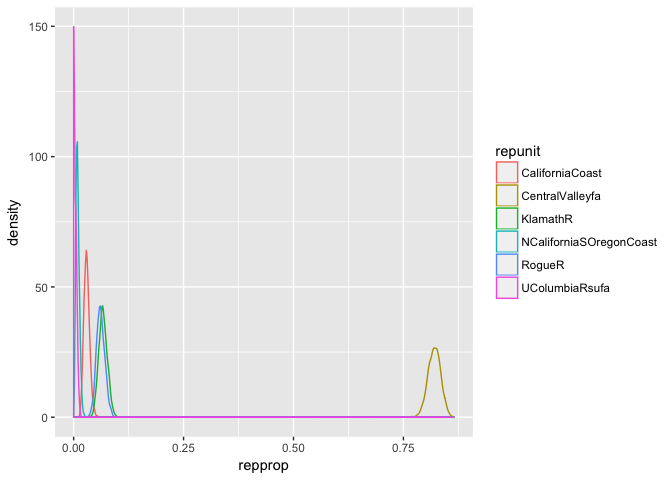 150
100
50
0
density
0.00
0.25
0.50
0.75
repprop
repunit
CaliforniaCoast
CentralValleyfa
KlamathR
NCaliforniaSOregonCoast
RogueR
UColumbiaRsufa